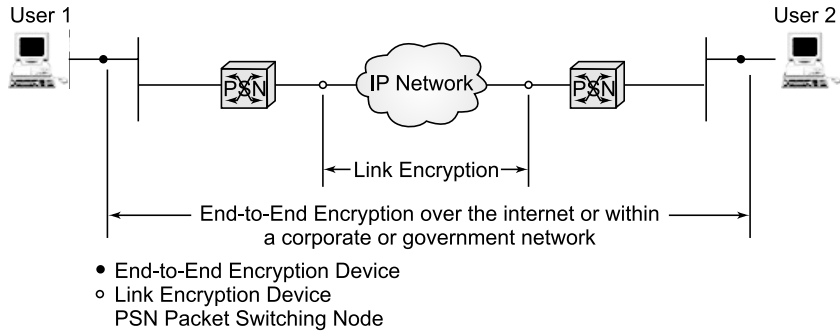 User 1
User 2
PSN
IP Network
PSN
Link Encryption
End-to-End Encryption over the internet or within
a corporate or government network
End-to-End Encryption Device
Link Encryption Device
PSN Packet Switching Node